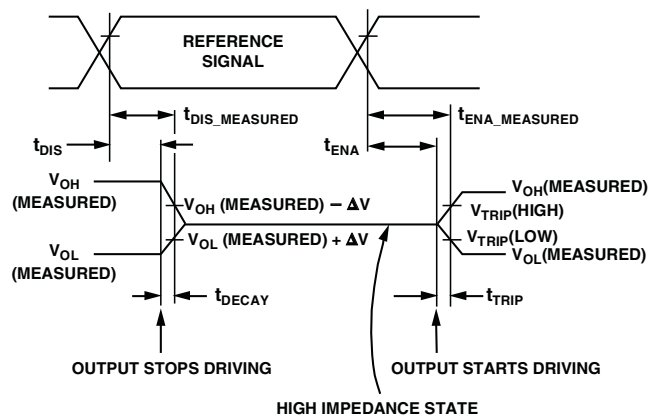 REFERENCE
SIGNAL
tDIS_MEASURED
tENA_MEASURED
tDIS
tENA
VOH
(MEASURED)
VOH (MEASURED) – ΔV
VOL (MEASURED) + ΔV
VOL
(MEASURED)
VOH(MEASURED)
VTRIP(HIGH)
VTRIP(LOW)
VOL(MEASURED)
tDECAY
tTRIP
OUTPUT STOPS DRIVING
OUTPUT STARTS DRIVING
HIGH IMPEDANCE STATE